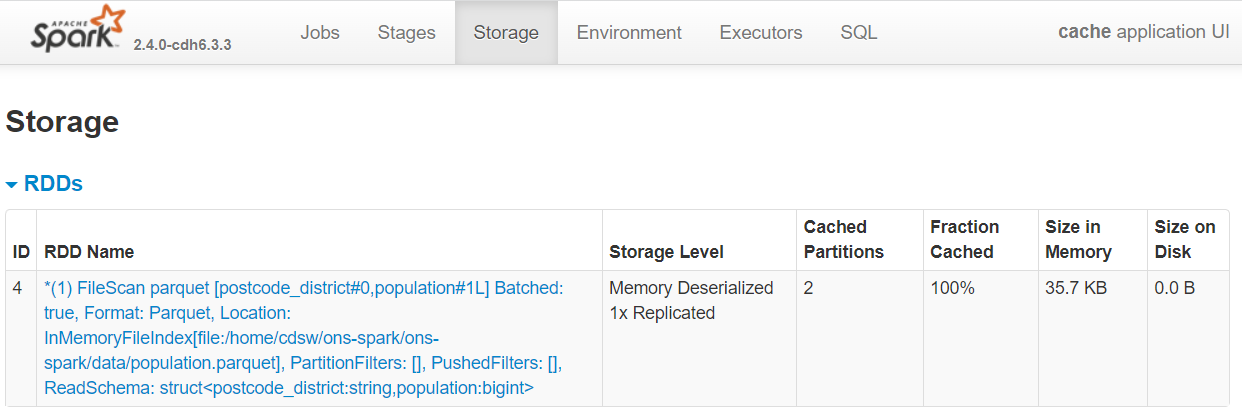 APACHE
Spark™ 2.4.0-cdh6.3.3 Jobs Stages Storage Environment Executors SQL cache application UI
Storage
RDDs
ID RDD Name Storage Level Cached Partitions Fraction Cached Size in Memory Size on Disk
4 *(1) FileScan parquet [postcode_district#0,population#1L] Batched: Memory Deserialized 2 100% 35.7 KB 0.0 B
true, Format: Parquet, Location: 1x Replicated
InMemoryFileIndex[file:/home/cdsw/ons-spark/ons-
spark/data/population.parquet], PartitionFilters: [], PushedFilters: [],
ReadSchema: struct<postcode_district:string,population:bigint>